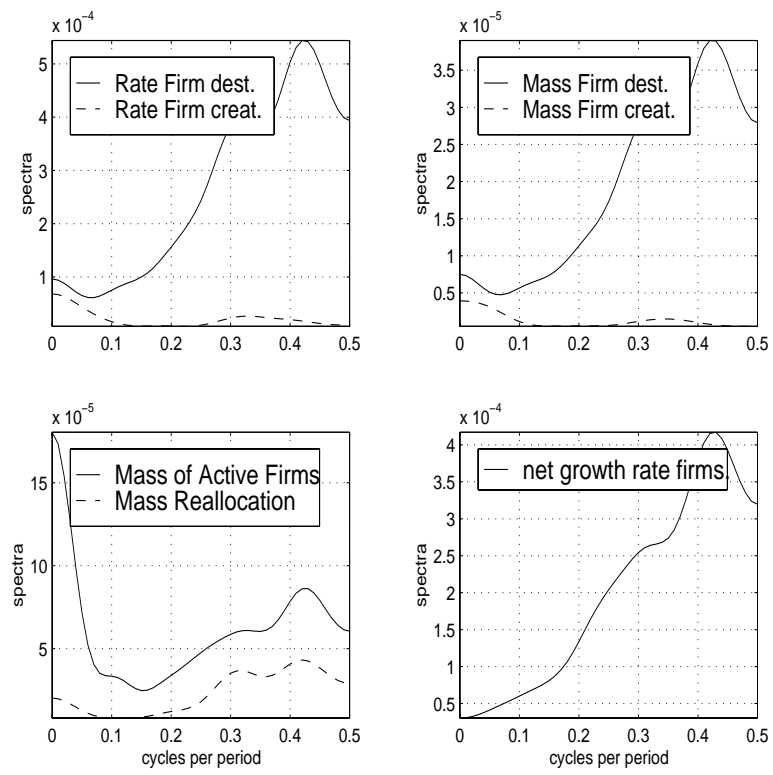 x 10⁻⁴
5
4
3
2
1
spectra
Rate Firm dest.
Rate Firm creat.
0 0.1 0.2 0.3 0.4 0.5
x 10⁻⁵
3.5
2.5
1.5
0.5
spectra
Mass Firm dest.
Mass Firm creat.
0 0.1 0.2 0.3 0.4 0.5
x 10⁻⁵
15
10
5
spectra
Mass of Active Firms
Mass Reallocation
0 0.1 0.2 0.3 0.4 0.5
cycles per period
x 10⁻⁴
4
3.5
3
2.5
2
1.5
1
0.5
spectra
net growth rate firms.
0 0.1 0.2 0.3 0.4 0.5
cycles per period